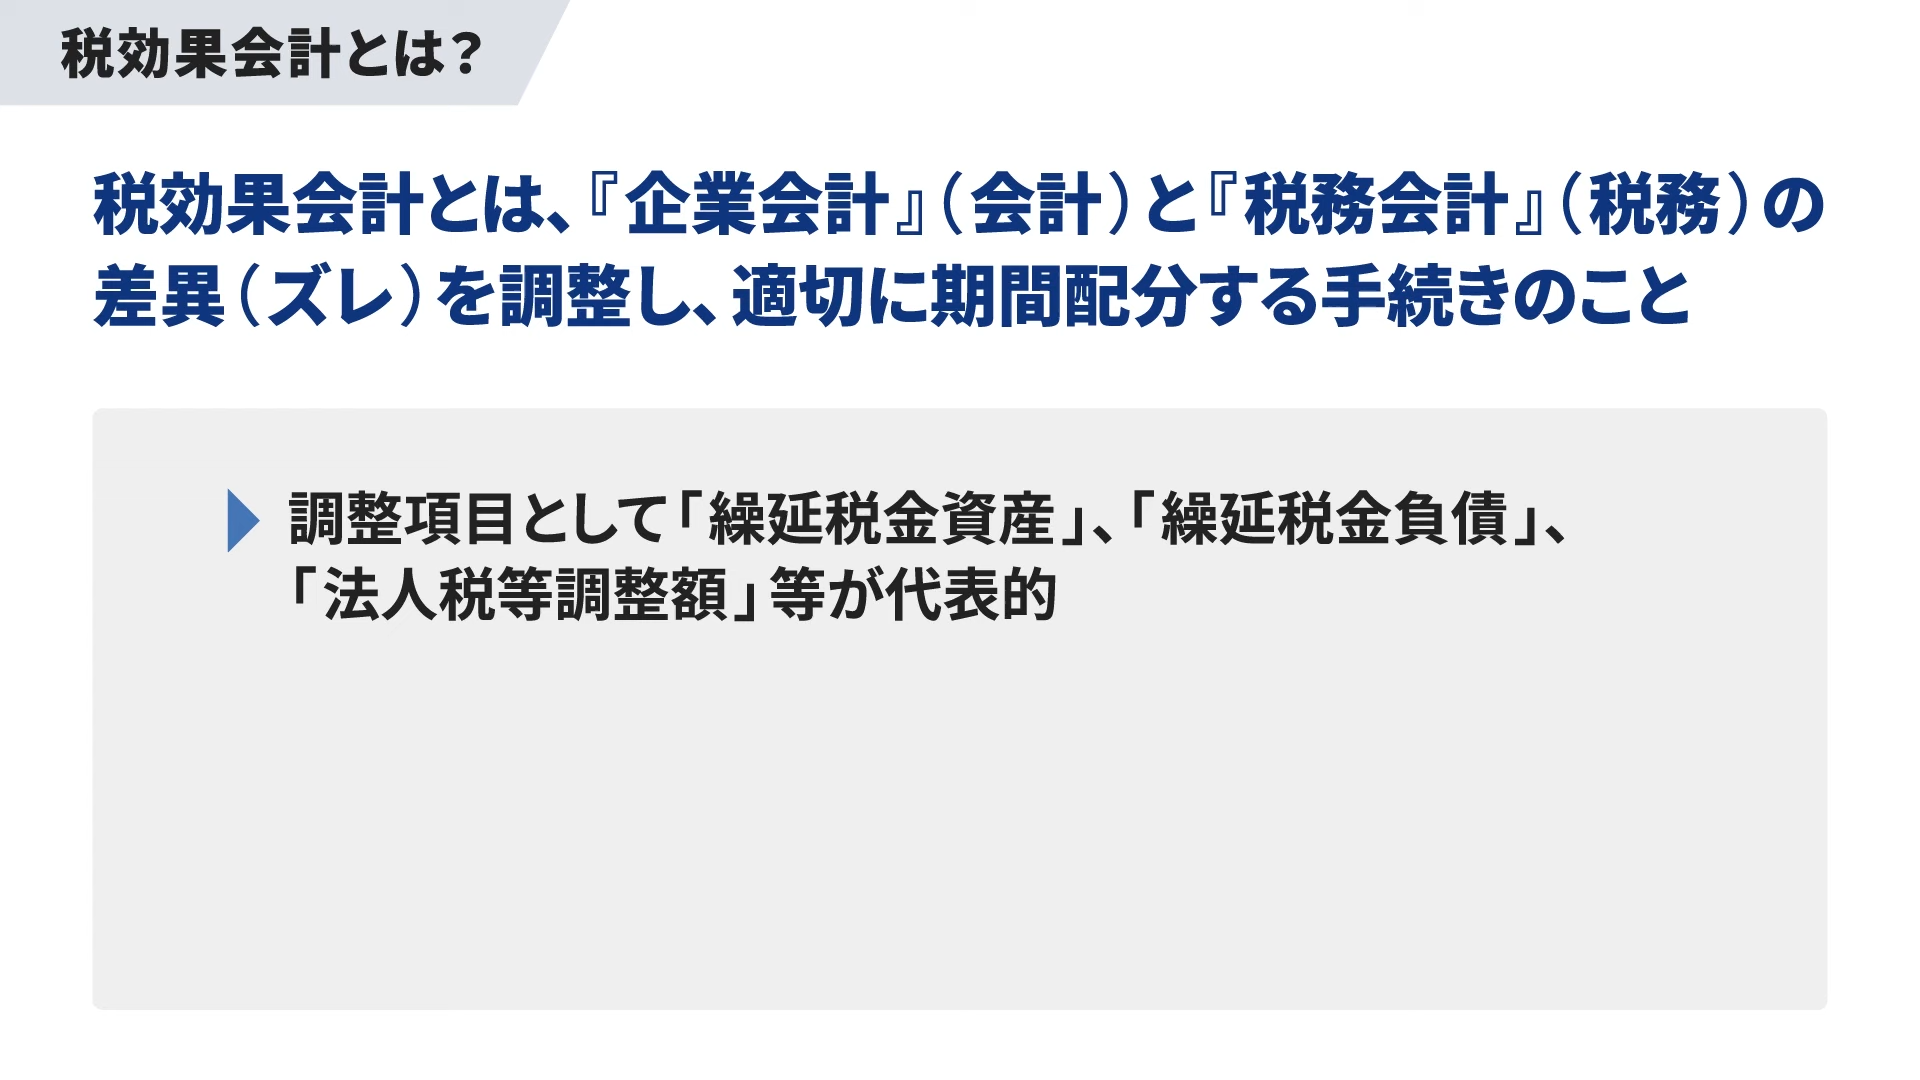 税効果会計とは？
税効果会計とは、『企業会計』（会計）と『税務会計』（税務）の
差異（ズレ）を調整し、適切に期間配分する手続きのこと
調整項目として「繰延税金資産」、「繰延税金負債」、
「法人税等調整額」等が代表的